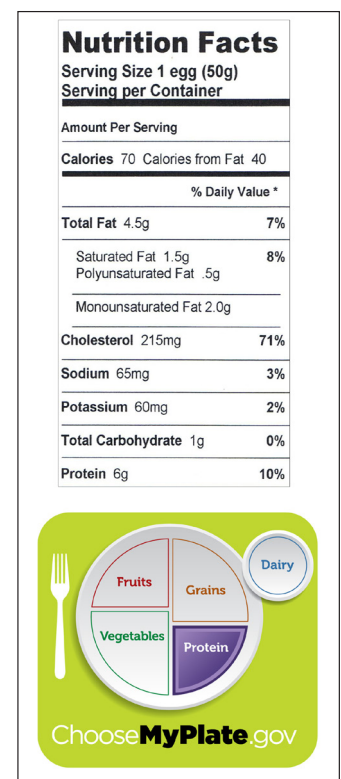 Nutrition Facts
Serving Size 1 egg (50g)
Serving per Container
Amount Per Serving
Calories 70 Calories from Fat 40
% Daily Value *
Total Fat 4.5g 7%
Saturated Fat 1.5g 8%
Polyunsaturated Fat .5g
Monounsaturated Fat 2.0g
Cholesterol 215mg 71%
Sodium 65mg 3%
Potassium 60mg 2%
Total Carbohydrate 1g 0%
Protein 6g 10%
Dairy
Fruits
Grains
Vegetables
Protein
ChooseMyPlate.gov